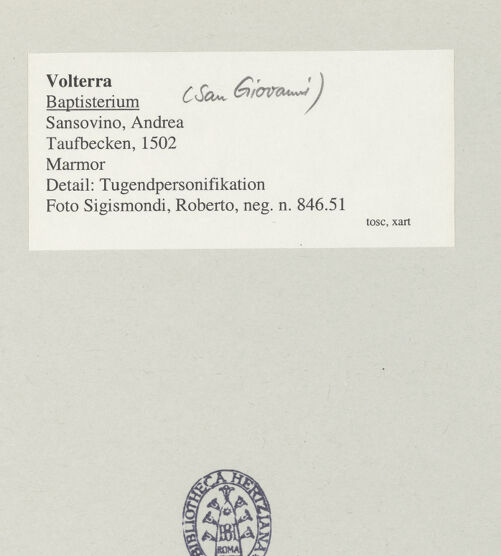 Volterra
Baptisterium (San Giovanni)
Sansovino, Andrea
Taufbecken, 1502
Marmor
Detail: Tugendpersonifikation
Foto Sigismondi, Roberto, neg. n. 846.51
tosc, xart
BIBLIOTHECA HERTZIANA
BH
ROMA